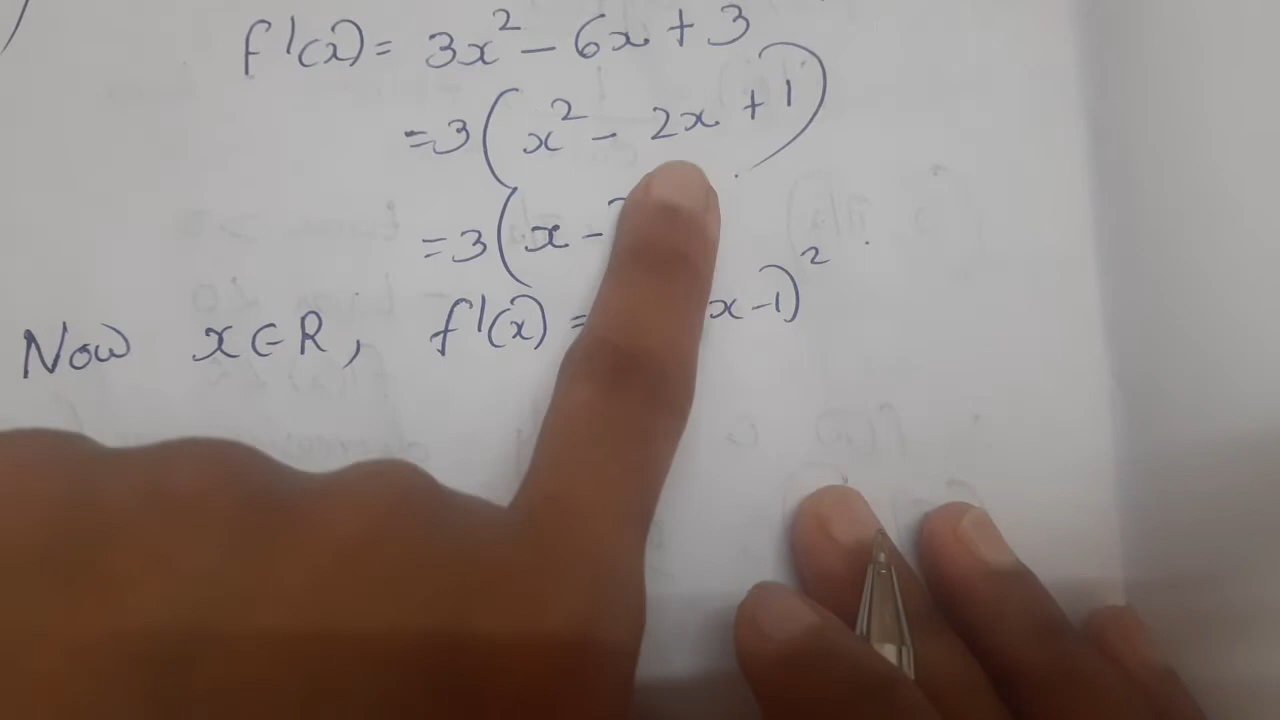 f'(x) = 3x² - 6x + 3
= 3(x² - 2x + 1)
= 3(x -
Now x ∈ R, f'(x) = x-1)²